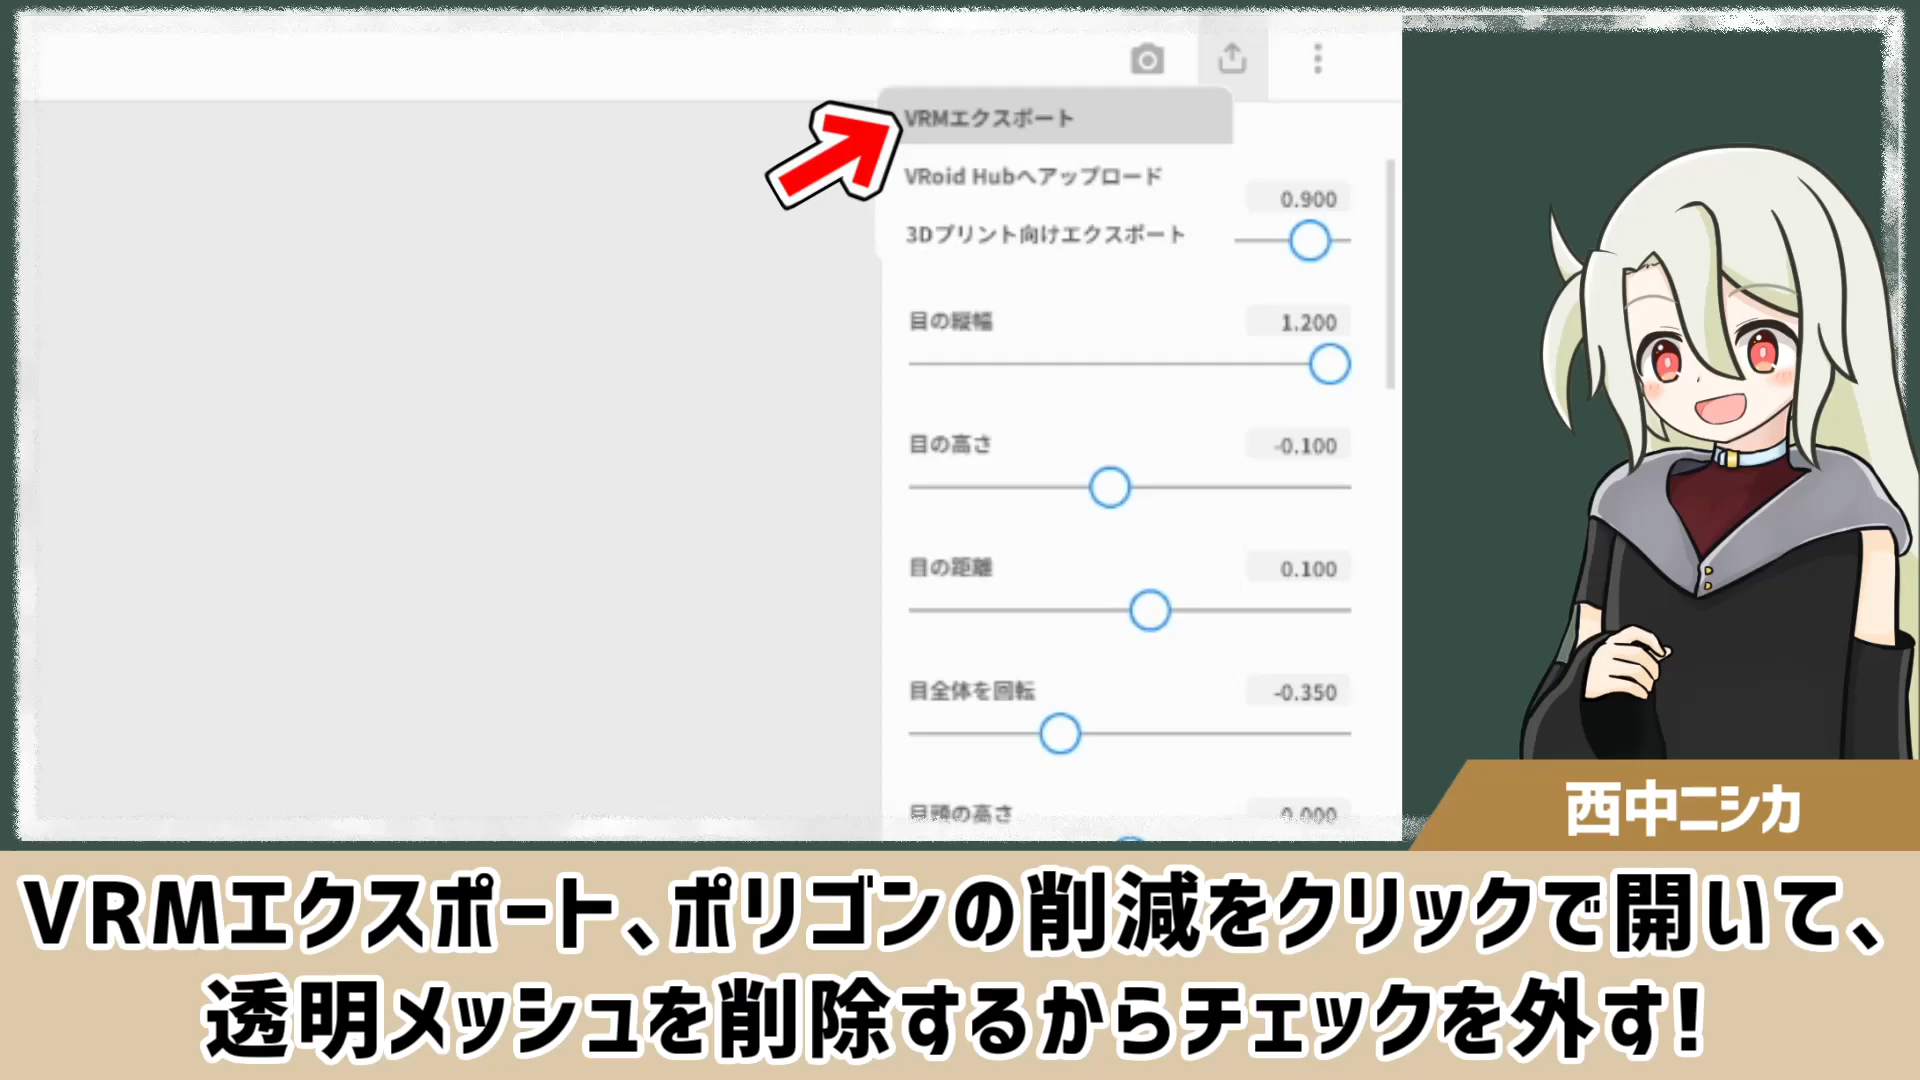 VRMエクスポート
VRoid Hubへアップロード
0.900
3Dプリント向けエクスポート
目の縦幅
1.200
目の高さ
-0.100
目の距離
0.100
目全体を回転
-0.350
目頭の高さ
0.000
西中ニシカ
VRMエクスポート、ポリゴンの削減をクリックで開いて、
透明メッシュを削除するからチェックを外す!